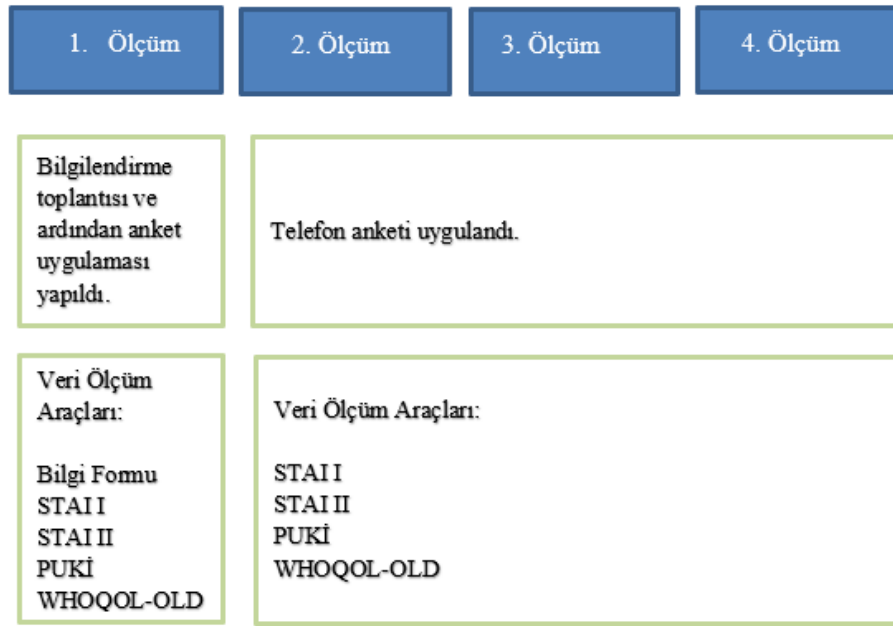 1. Ölçüm
2. Ölçüm
3. Ölçüm
4. Ölçüm
Bilgilendirme
toplantısı ve
ardından anket
uygulaması
yapıldı.
Telefon anketi uygulandı.
Veri Ölçüm
Araçları:
Bilgi Formu
STAI I
STAI II
PUKİ
WHOQOL-OLD
Veri Ölçüm Araçları:
STAI I
STAI II
PUKİ
WHOQOL-OLD